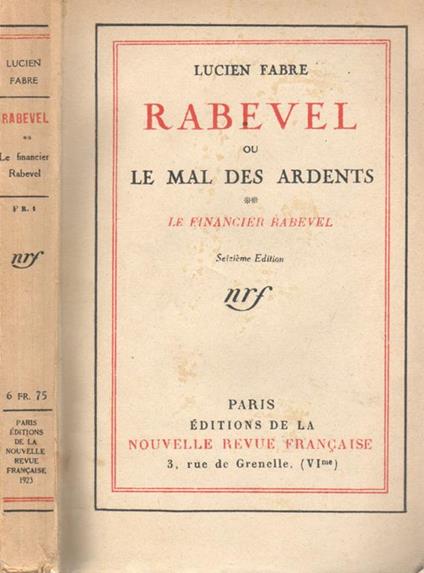 LUCIEN
FABRE
RABEVEL
**
Le financier
Rabevel
FR. 1
nrf
6 FR. 75
PARIS
ÉDITIONS
DE LA
NOUVELLE
REVUE
FRANÇAISE
1923
LUCIEN FABRE
RABEVEL
OU
LE MAL DES ARDENTS
**
LE FINANCIER RABEVEL
Seizième Edition
nrf
PARIS
ÉDITIONS DE LA
NOUVELLE REVUE FRANÇAISE
3, rue de Grenelle, (VIme)